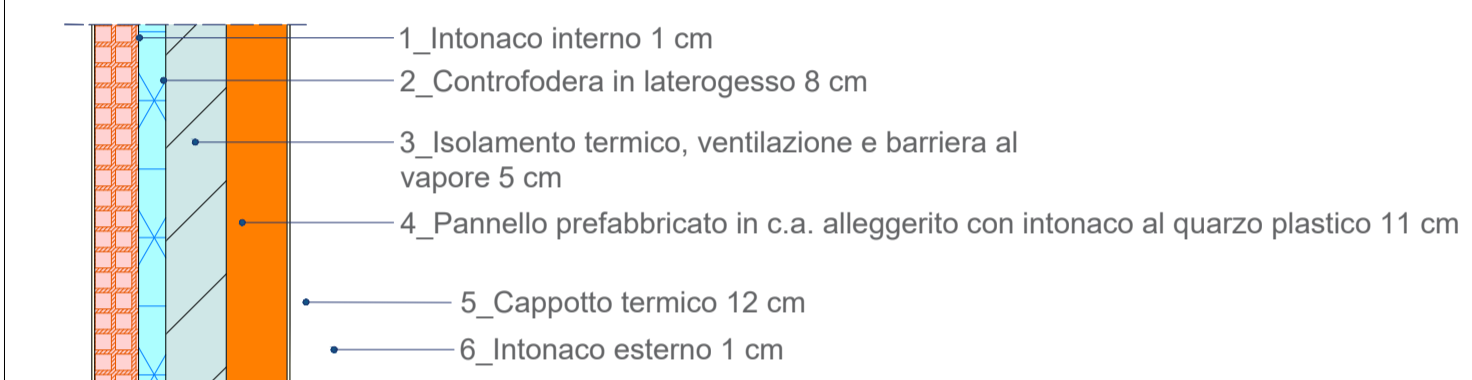 1_Intonaco interno 1 cm
2_Controfodera in laterogesso 8 cm
3_Isolamento termico, ventilazione e barriera al
vapore 5 cm
4_Pannello prefabbricato in c.a. alleggerito con intonaco al quarzo plastico 11 cm
5_Cappotto termico 12 cm
6_Intonaco esterno 1 cm